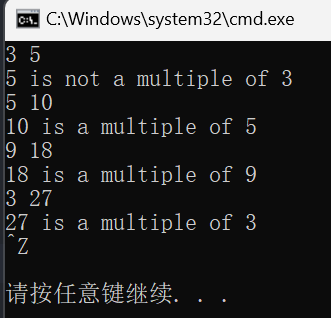 C:\Windows\system32\cmd.exe
3 5
5 is not a multiple of 3
5 10
10 is a multiple of 5
9 18
18 is a multiple of 9
3 27
27 is a multiple of 3
^Z
请按任意键继续. . .